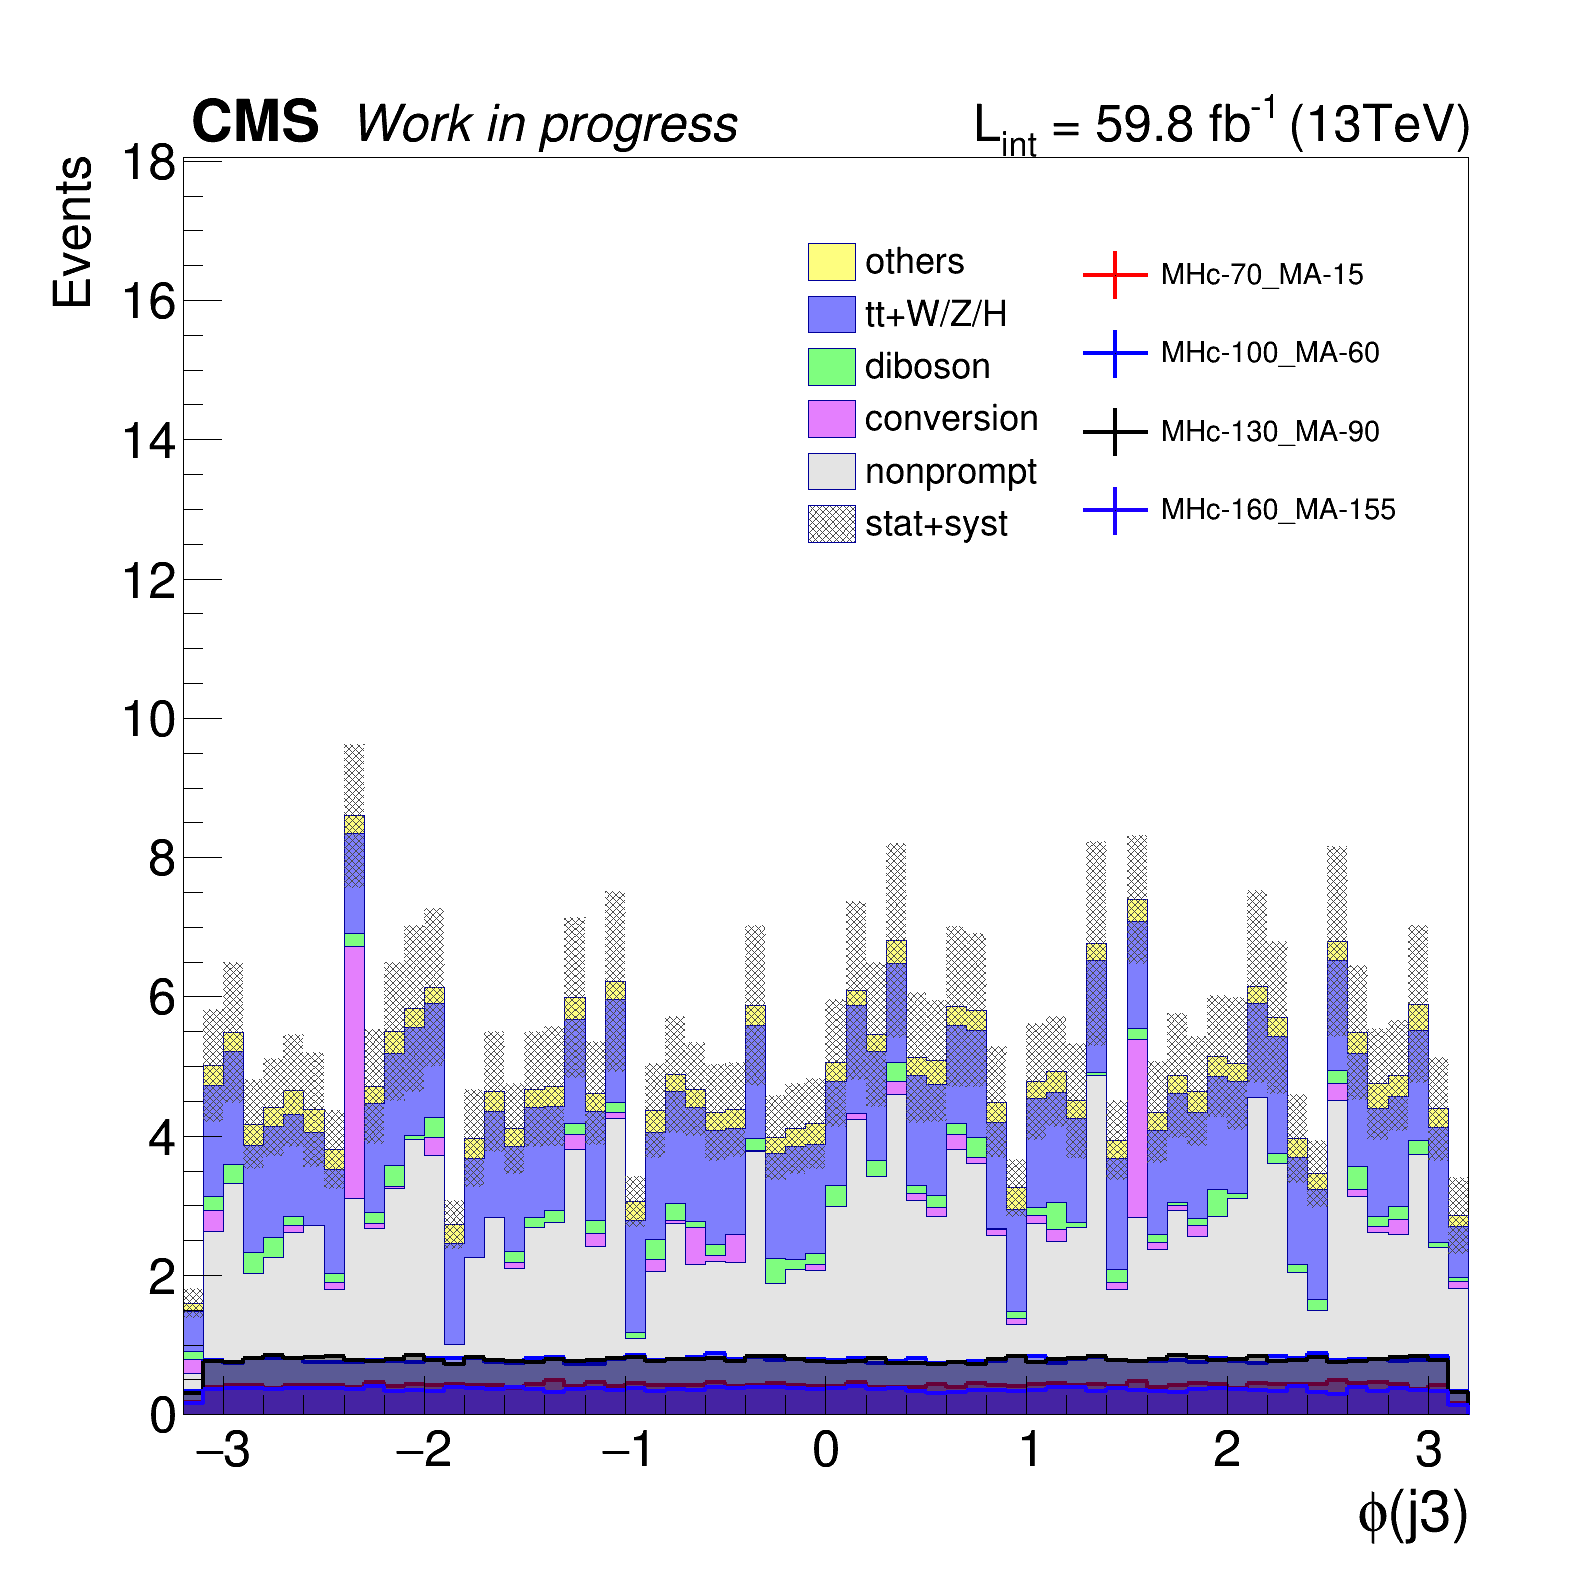 CMS Work in progress
L_int = 59.8 fb^-1 (13TeV)
Events
18
16
14
12
10
8
6
4
2
0
others
tt+W/Z/H
diboson
conversion
nonprompt
stat+syst
MHc-70_MA-15
MHc-100_MA-60
MHc-130_MA-90
MHc-160_MA-155
−3 −2 −1 0 1 2 3
ϕ(j3)